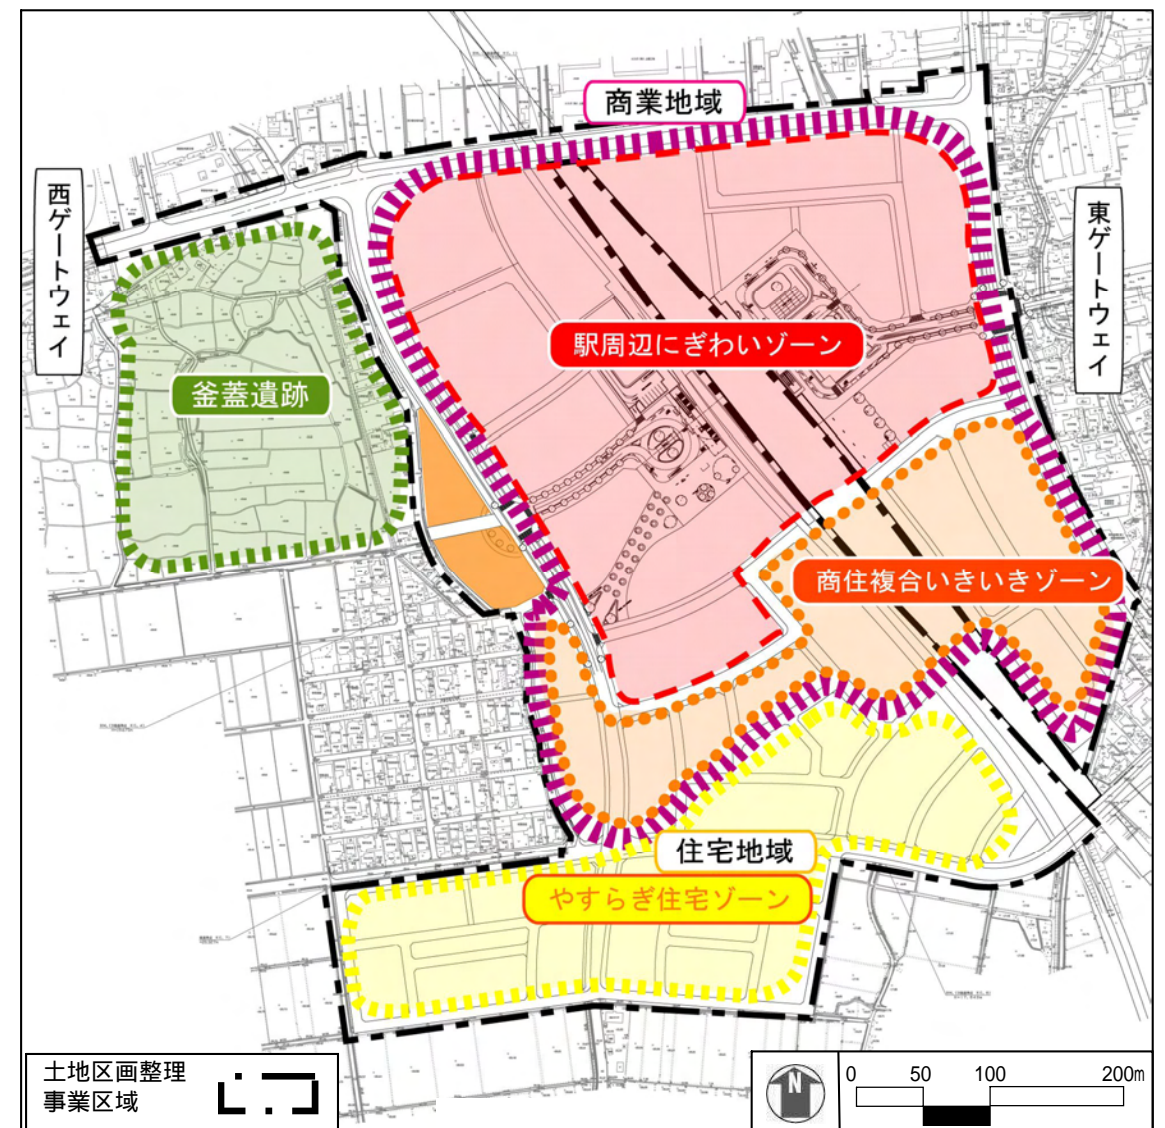 商業地域
西ゲートウェイ
東ゲートウェイ
駅周辺にぎわいゾーン
釜蓋遺跡
商住複合いきいきゾーン
住宅地域
やすらぎ住宅ゾーン
土地区画整理
事業区域
N
0 50 100 200m